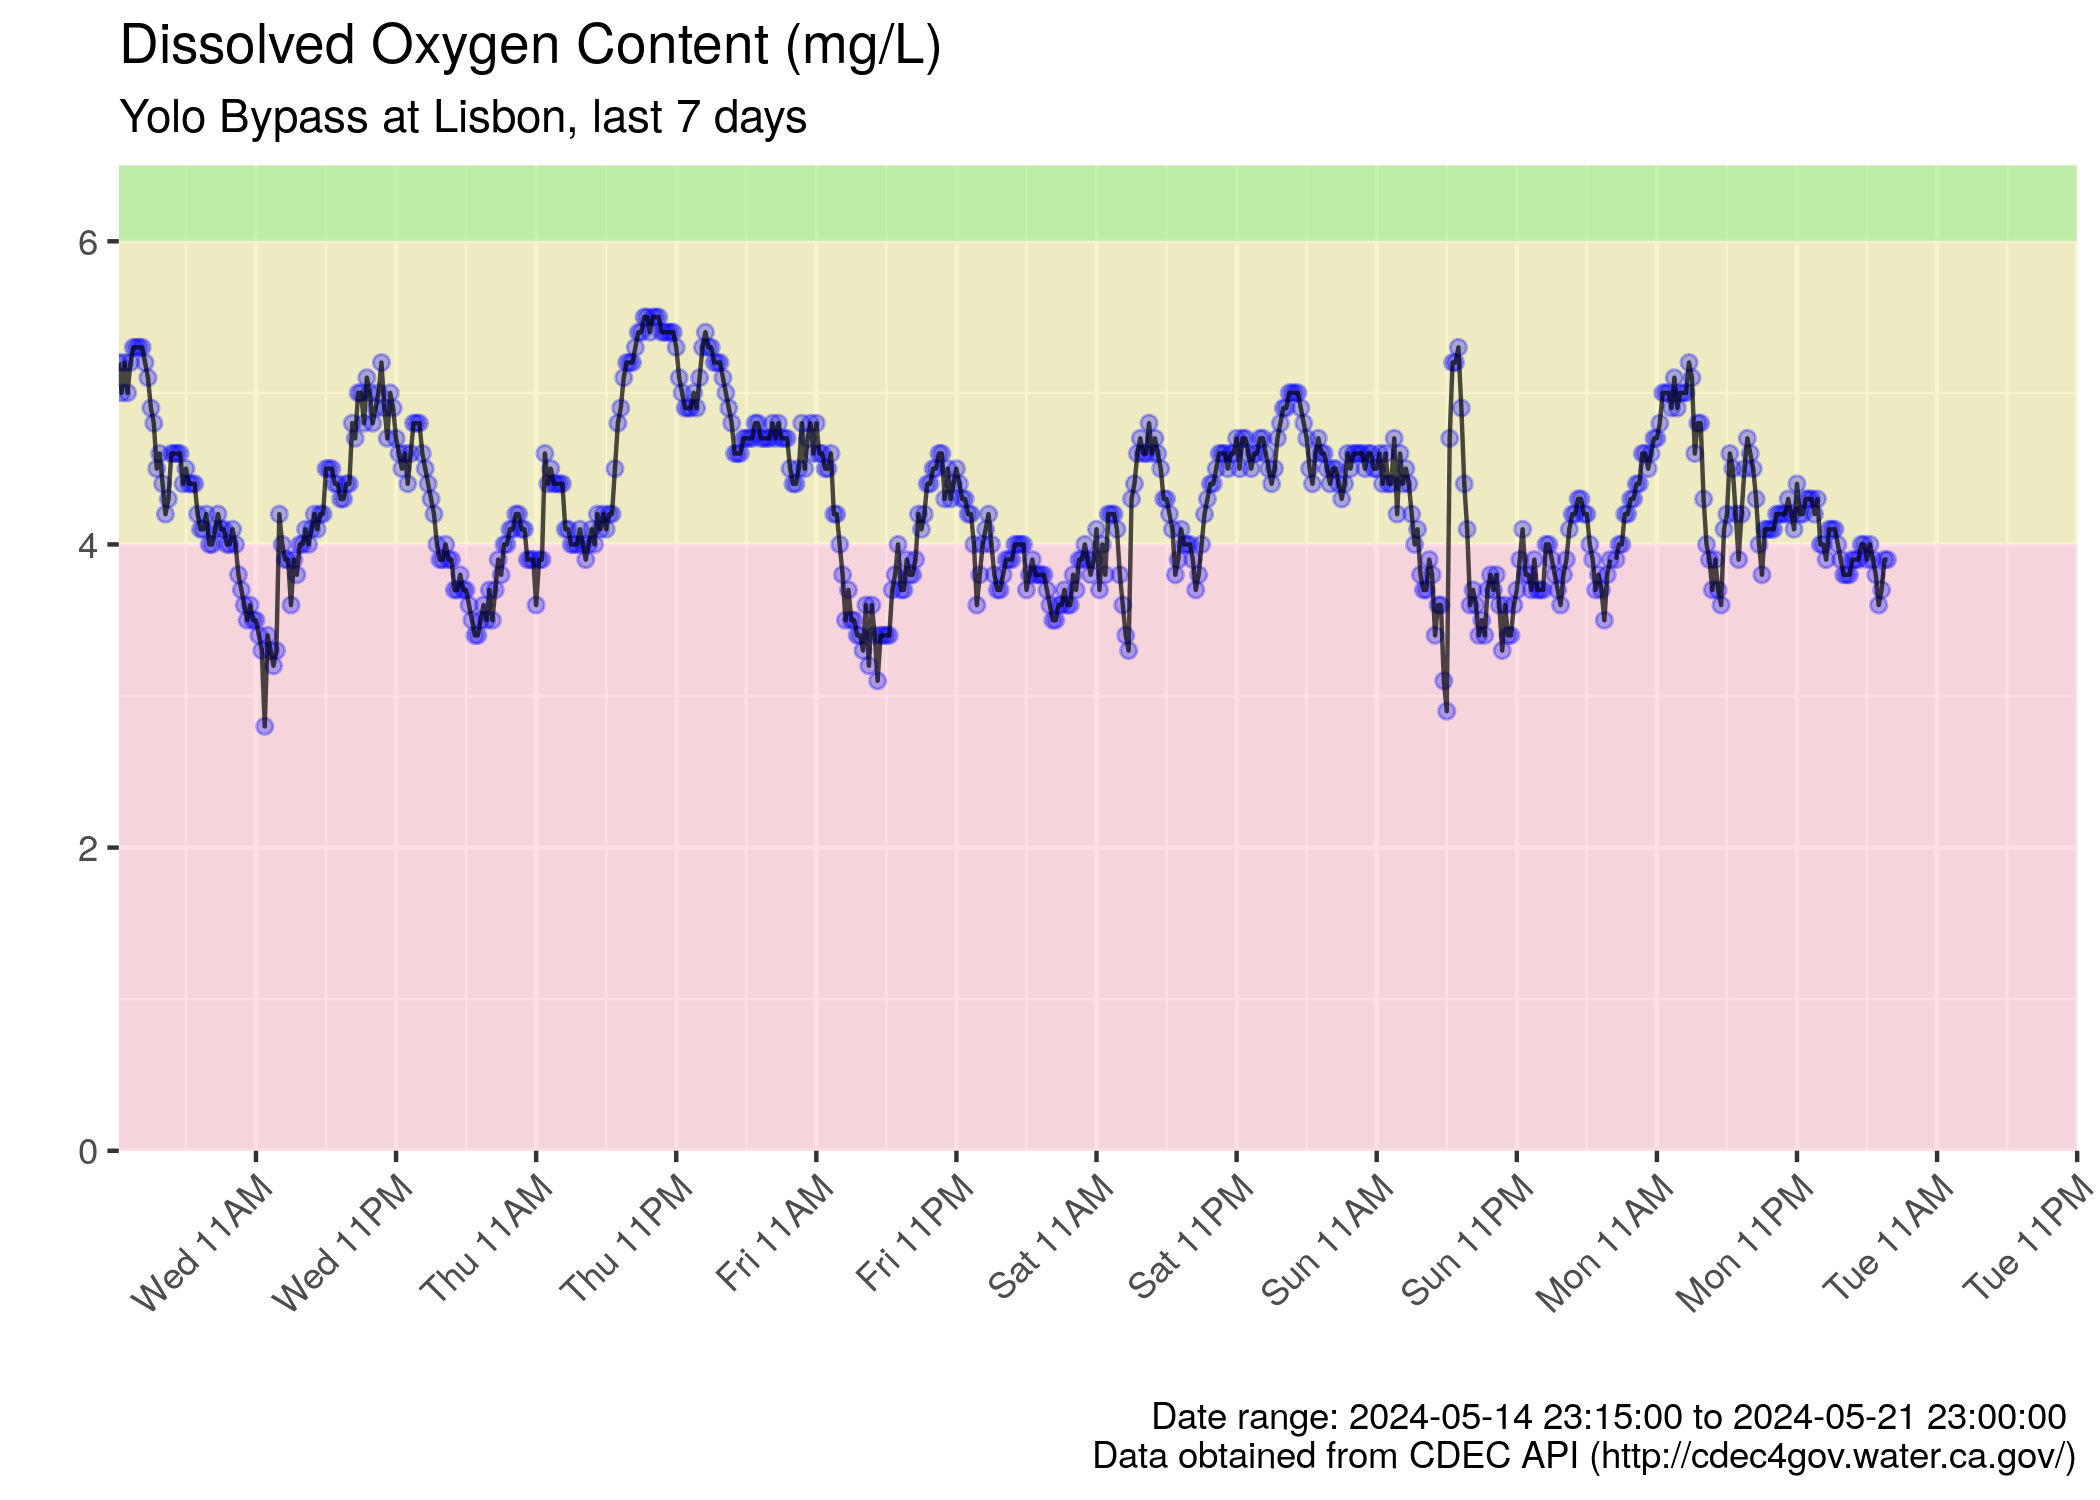 Dissolved Oxygen Content (mg/L)
Yolo Bypass at Lisbon, last 7 days
6
4
2
0
Wed 11AM
Wed 11PM
Thu 11AM
Thu 11PM
Fri 11AM
Fri 11PM
Sat 11AM
Sat 11PM
Sun 11AM
Sun 11PM
Mon 11AM
Mon 11PM
Tue 11AM
Tue 11PM
Date range: 2024-05-14 23:15:00 to 2024-05-21 23:00:00
Data obtained from CDEC API (http://cdec4gov.water.ca.gov/)